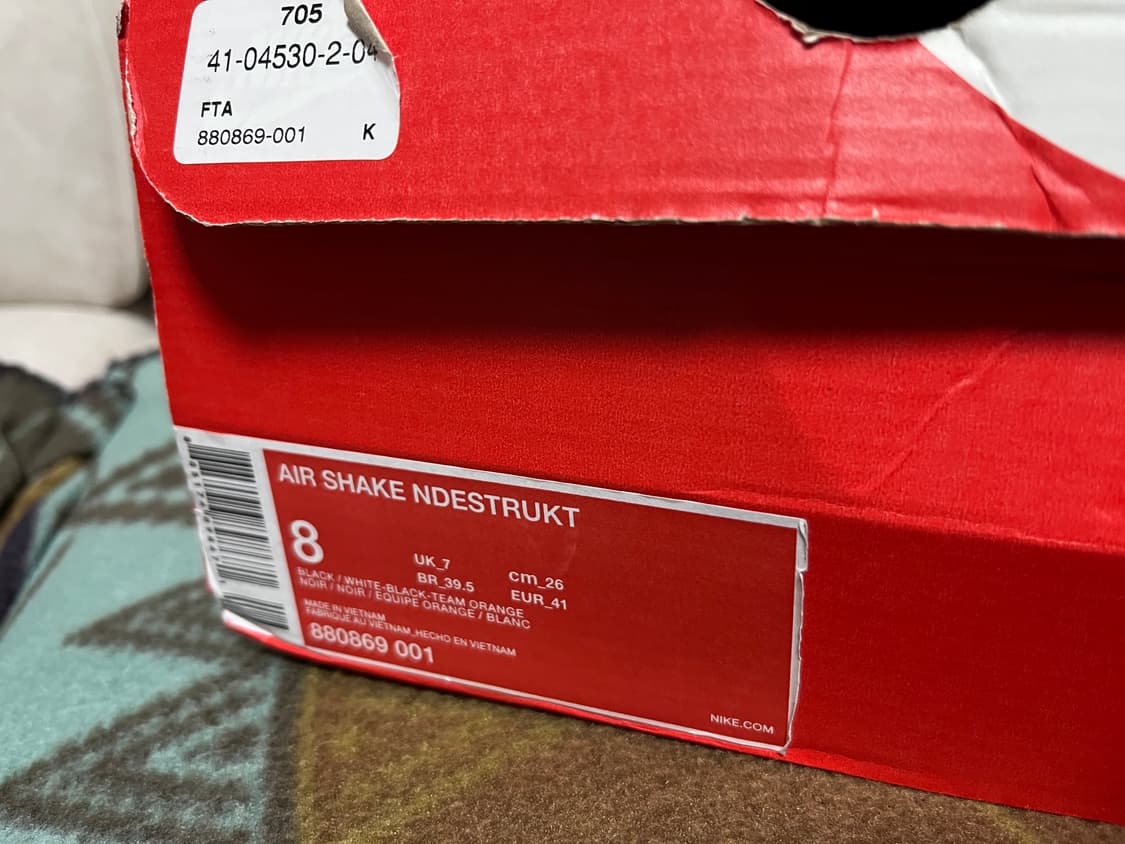 705
41-04530-2-04
FTA
880869-001 K
AIR SHAKE NDESTRUKT
8
UK_7 cm_26
BR_39.5 EUR_41
BLACK / WHITE-BLACK-TEAM ORANGE
NOIR / NOIR / EQUIPE ORANGE / BLANC
MADE IN VIETNAM
FABRIQUE AU VIETNAM_HECHO EN VIETNAM
880869 001
NIKE.COM